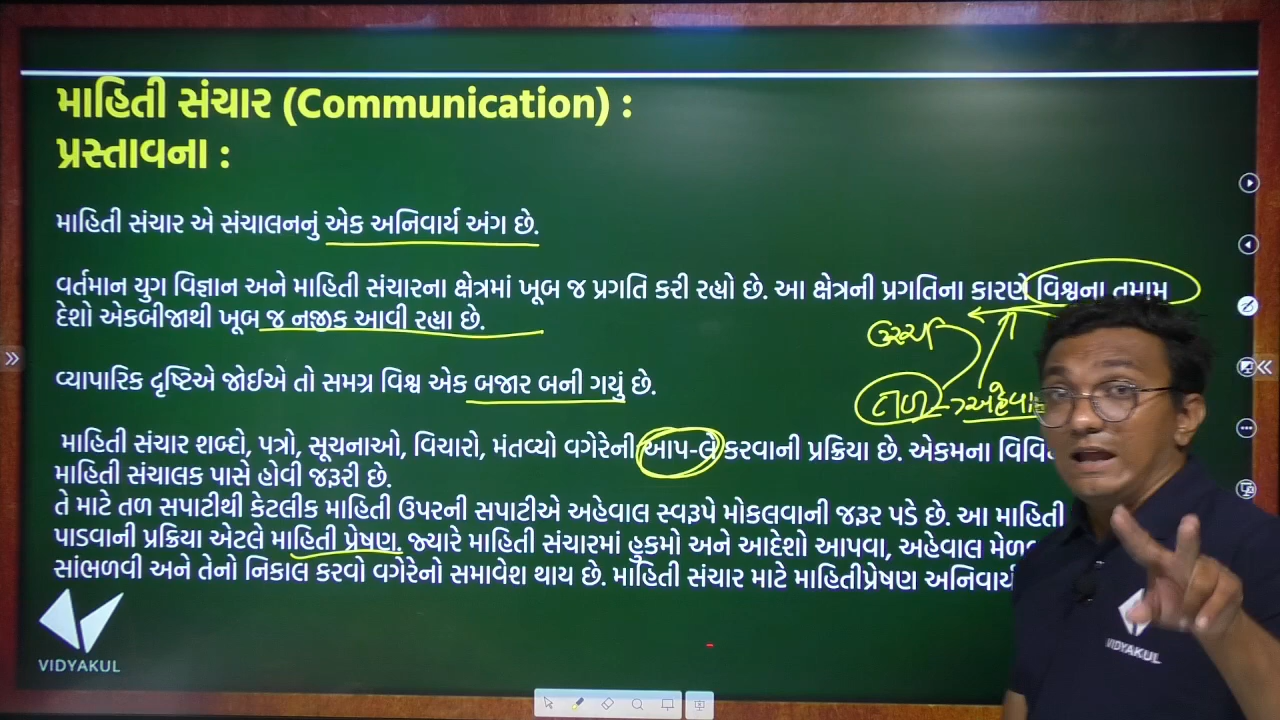 માહિતી સંચાર (Communication) :
પ્રસ્તાવના :
માહિતી સંચાર એ સંચાલનનું એક અનિવાર્ય અંગ છે.
વર્તમાન યુગ વિજ્ઞાન અને માહિતી સંચારના ક્ષેત્રમાં ખૂબ જ પ્રગતિ કરી રહ્યો છે. આ ક્ષેત્રની પ્રગતિના કારણે વિશ્વના તમામ
દેશો એકબીજાથી ખૂબ જ નજીક આવી રહ્યા છે.
ઉચ્ચ
વ્યાપારિક દૃષ્ટિએ જોઈએ તો સમગ્ર વિશ્વ એક બજાર બની ગયું છે.
તળ
માહિતી સંચાર શબ્દો, પત્રો, સૂચનાઓ, વિચારો, મંતવ્યો વગેરેની આપ-લે કરવાની પ્રક્રિયા છે. એકમના
માહિતી સંચાલક પાસે હોવી જરૂરી છે.
તે માટે તળ સપાટીથી કેટલીક માહિતી ઉપરની સપાટીએ અહેવાલ સ્વરૂપે મોકલવાની જરૂર પડે છે. આ માહિતી
પાડવાની પ્રક્રિયા એટલે માહિતી પ્રેષણ. જ્યારે માહિતી સંચારમાં હુકમો અને આદેશો આપવા, અહેવાલ
સાંભળવી અને તેનો નિકાલ કરવો વગેરેનો સમાવેશ થાય છે. માહિતી સંચાર માટે માહિતીપ્રેષણ
VIDYAKUL
VIDYAKUL